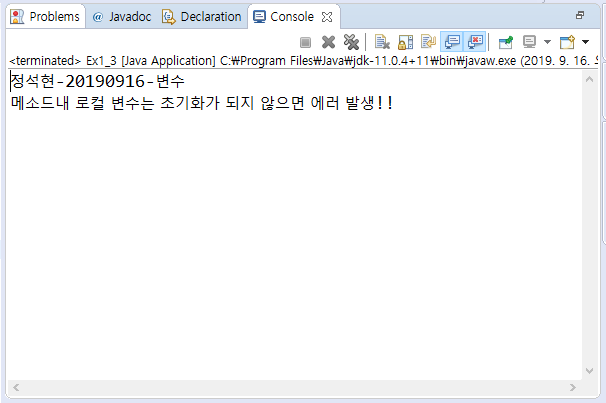 Problems @ Javadoc Declaration Console
<terminated> Ex1_3 [Java Application] C:₩Program Files₩Java₩jdk-11.0.4+11₩bin₩javaw.exe (2019. 9. 16.
정석현-20190916-변수
메소드내 로컬 변수는 초기화가 되지 않으면 에러 발생!!